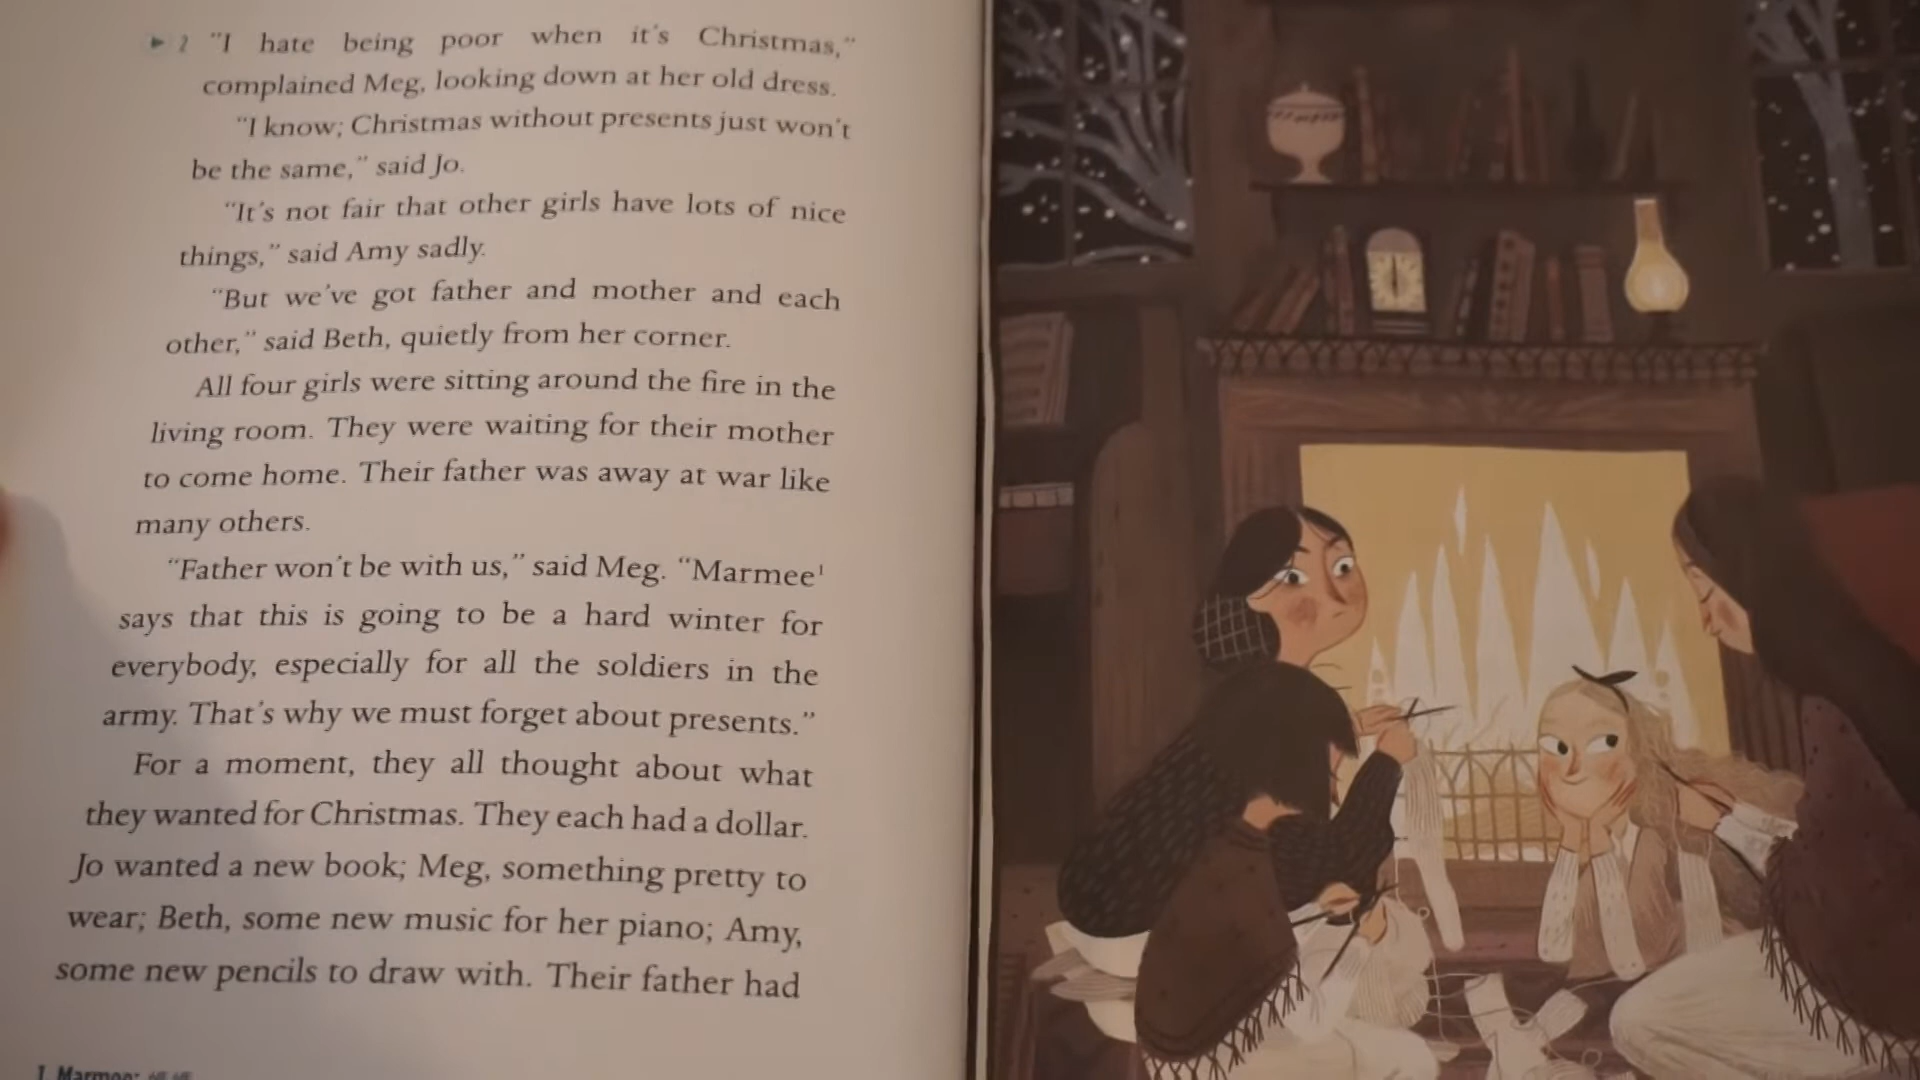 ▶ 2 "I hate being poor when it's Christmas,"
complained Meg, looking down at her old dress.
"I know; Christmas without presents just won't
be the same," said Jo.
"It's not fair that other girls have lots of nice
things," said Amy sadly.
"But we've got father and mother and each
other," said Beth, quietly from her corner.
All four girls were sitting around the fire in the
living room. They were waiting for their mother
to come home. Their father was away at war like
many others.
"Father won't be with us," said Meg. "Marmee¹
says that this is going to be a hard winter for
everybody, especially for all the soldiers in the
army. That's why we must forget about presents."
For a moment, they all thought about what
they wanted for Christmas. They each had a dollar.
Jo wanted a new book; Meg, something pretty to
wear; Beth, some new music for her piano; Amy,
some new pencils to draw with. Their father had
1. Marmee: